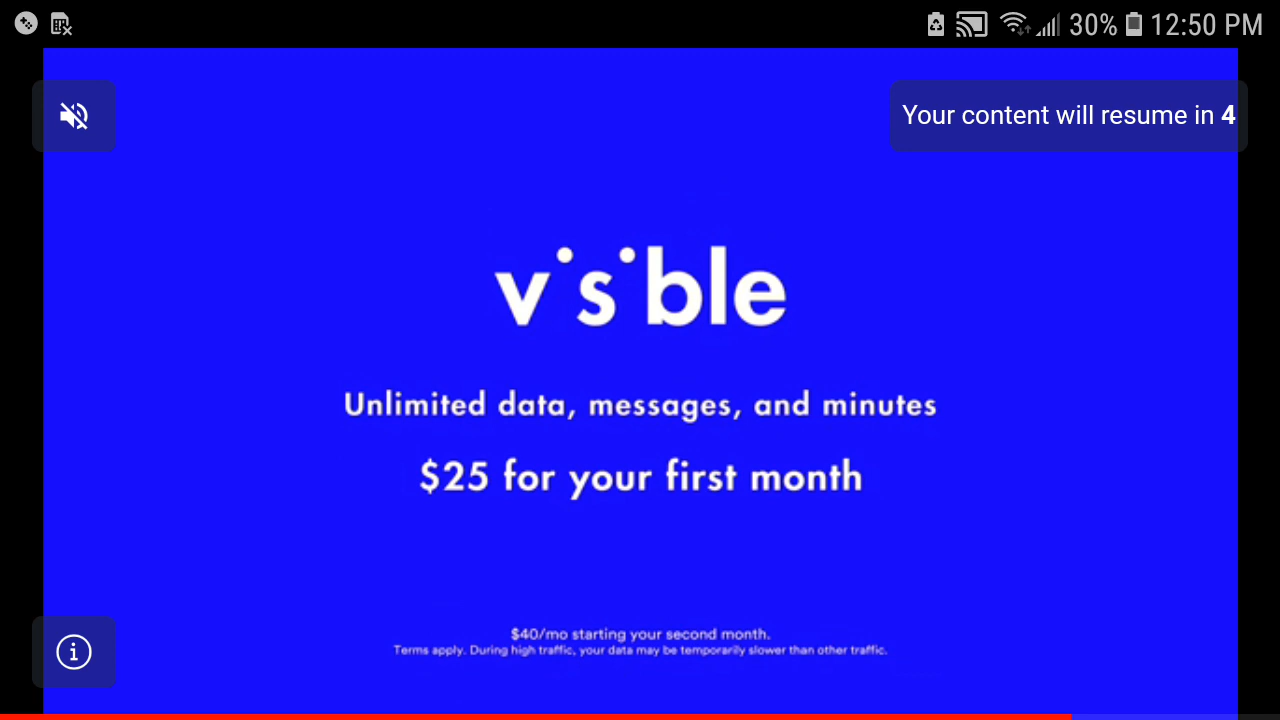 30% 12:50 PM
Your content will resume in 4
visible
Unlimited data, messages, and minutes
$25 for your first month
$40/mo starting your second month.
Terms apply. During high traffic, your data may be temporarily slower than other traffic.